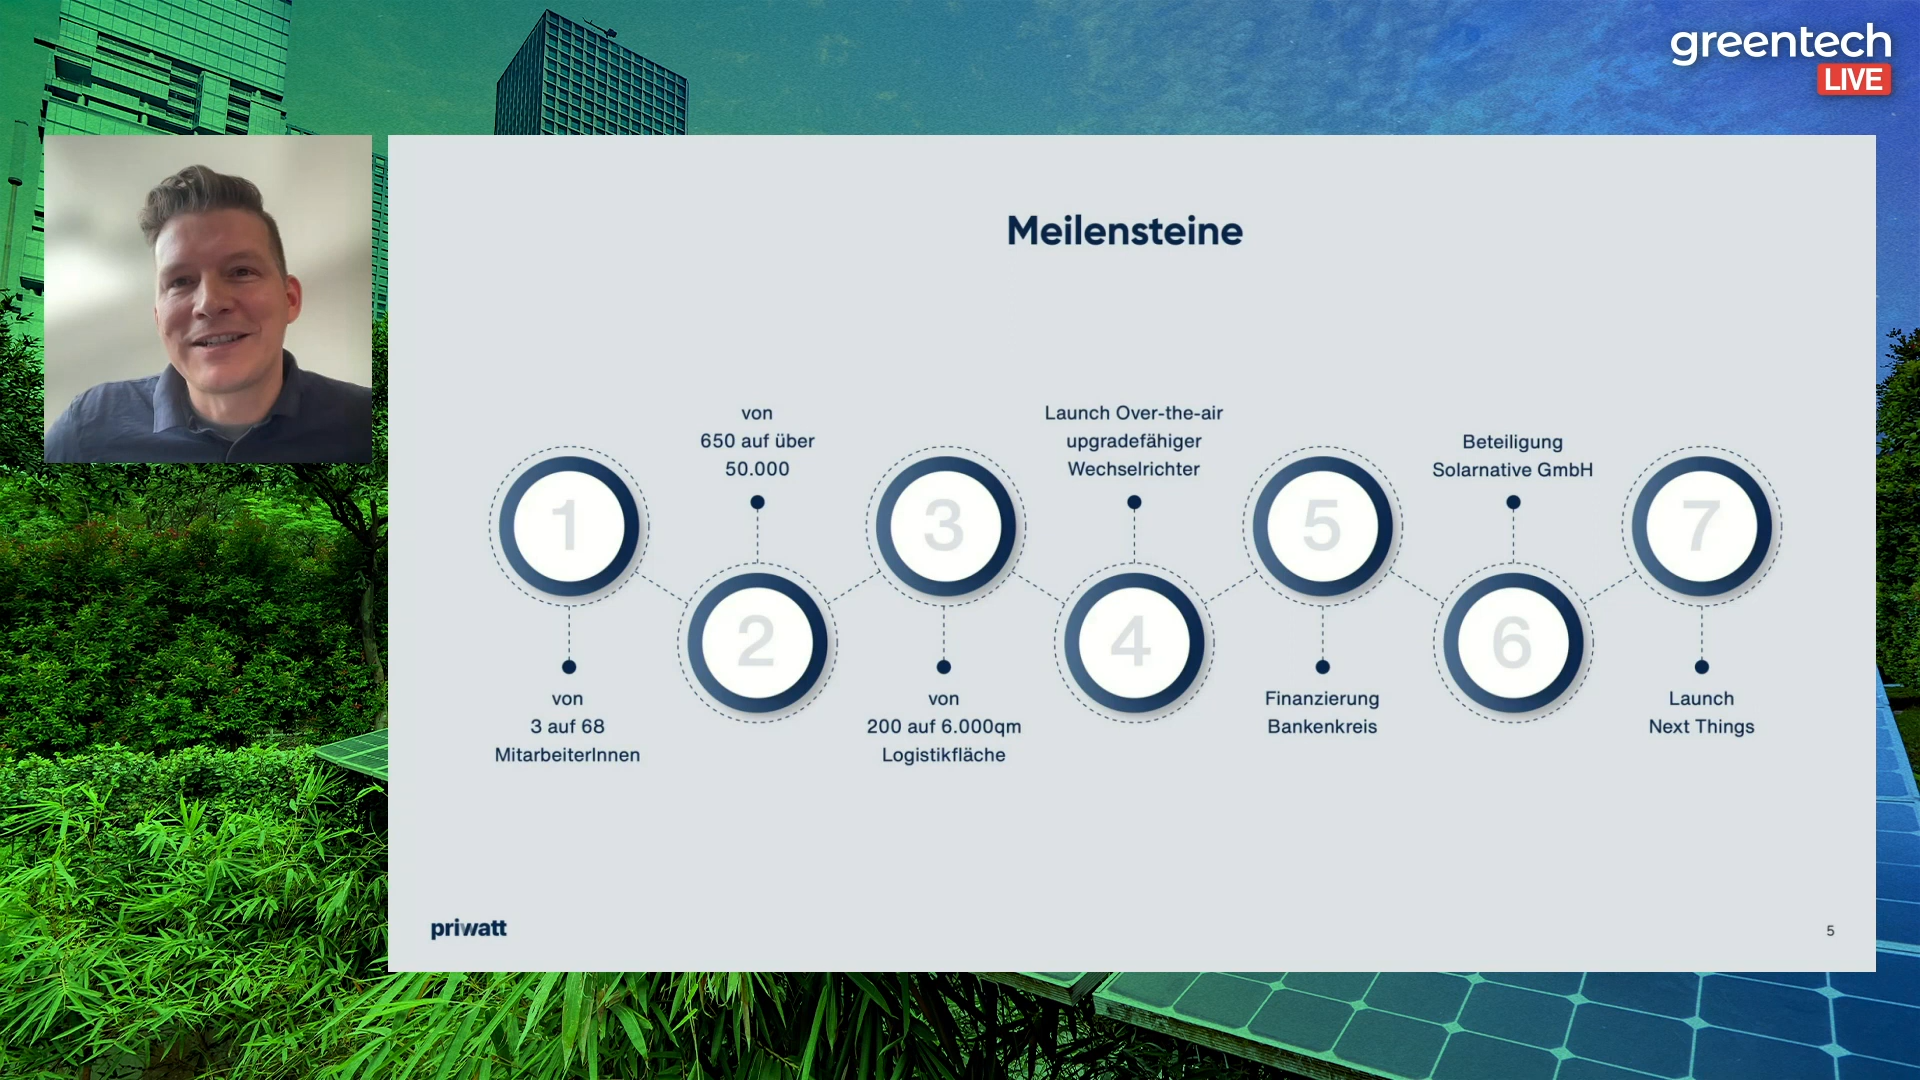 greentech
LIVE
Meilensteine
1
von
3 auf 68
MitarbeiterInnen
von
650 auf über
50.000
2
3
von
200 auf 6.000qm
Logistikfläche
Launch Over-the-air
upgradefähiger
Wechselrichter
4
5
Finanzierung
Bankenkreis
Beteiligung
Solarnative GmbH
6
7
Launch
Next Things
priwatt
5